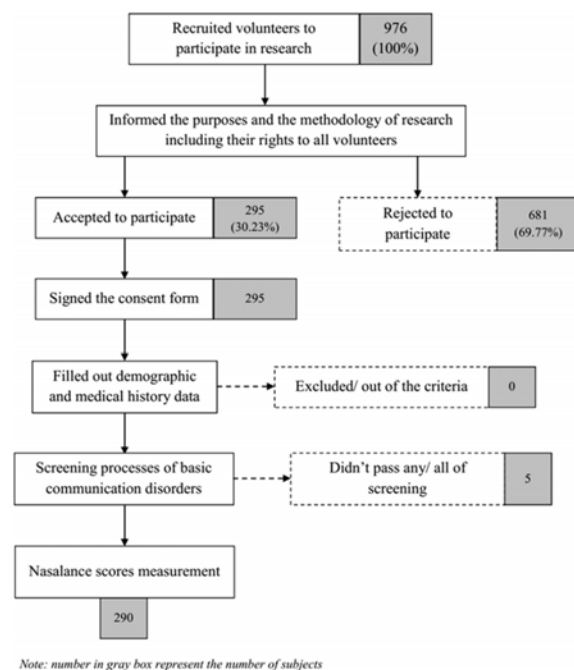 Recruited volunteers to
participate in research
976
(100%)
Informed the purposes and the methodology of research
including their rights to all volunteers
Accepted to participate
295
(30.23%)
Rejected to
participate
681
(69.77%)
Signed the consent form
295
Filled out demographic
and medical history data
Excluded/ out of the criteria
0
Screening processes of basic
communication disorders
Didn't pass any/ all of
screening
5
Nasalance scores measurement
290
Note: number in gray box represent the number of subjects